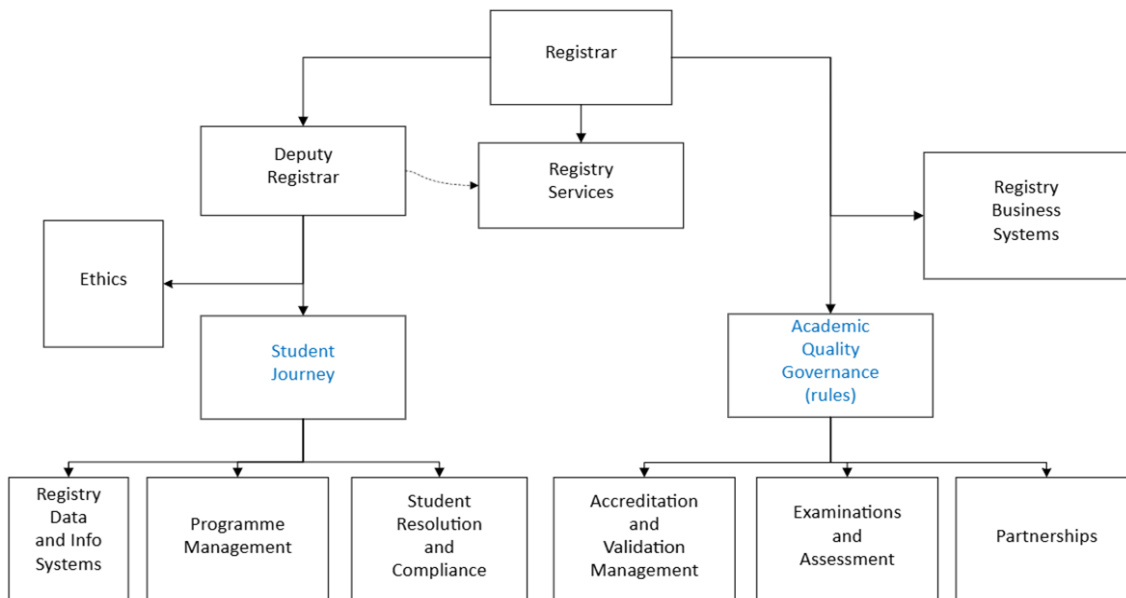 Registrar
Deputy
Registrar
Registry
Services
Registry
Business
Systems
Ethics
Student
Journey
Academic
Quality
Governance
(rules)
Registry
Data
and Info
Systems
Programme
Management
Student
Resolution
and
Compliance
Accreditation
and
Validation
Management
Examinations
and
Assessment
Partnerships